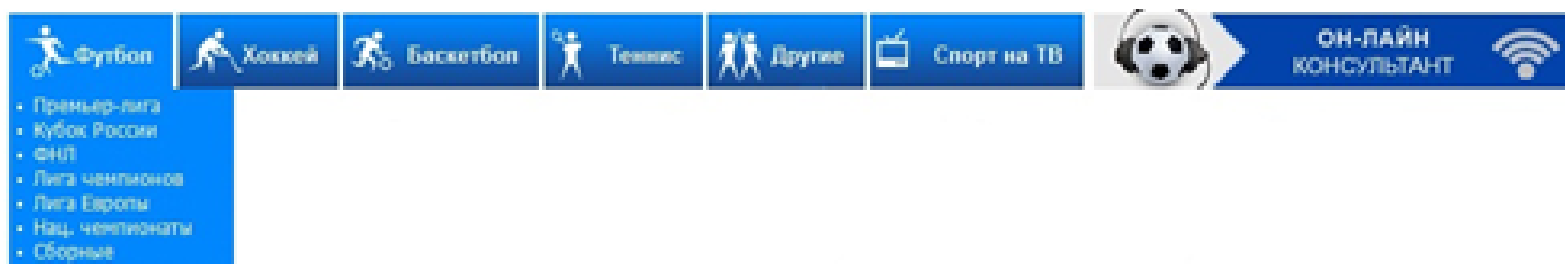 Футбол
Хоккей
Баскетбол
Теннис
Другие
Спорт на ТВ
ОН-ЛАЙН
КОНСУЛЬТАНТ
• Премьер-лига
• Кубок России
• ФНЛ
• Лига чемпионов
• Лига Европы
• Нац. чемпионаты
• Сборные